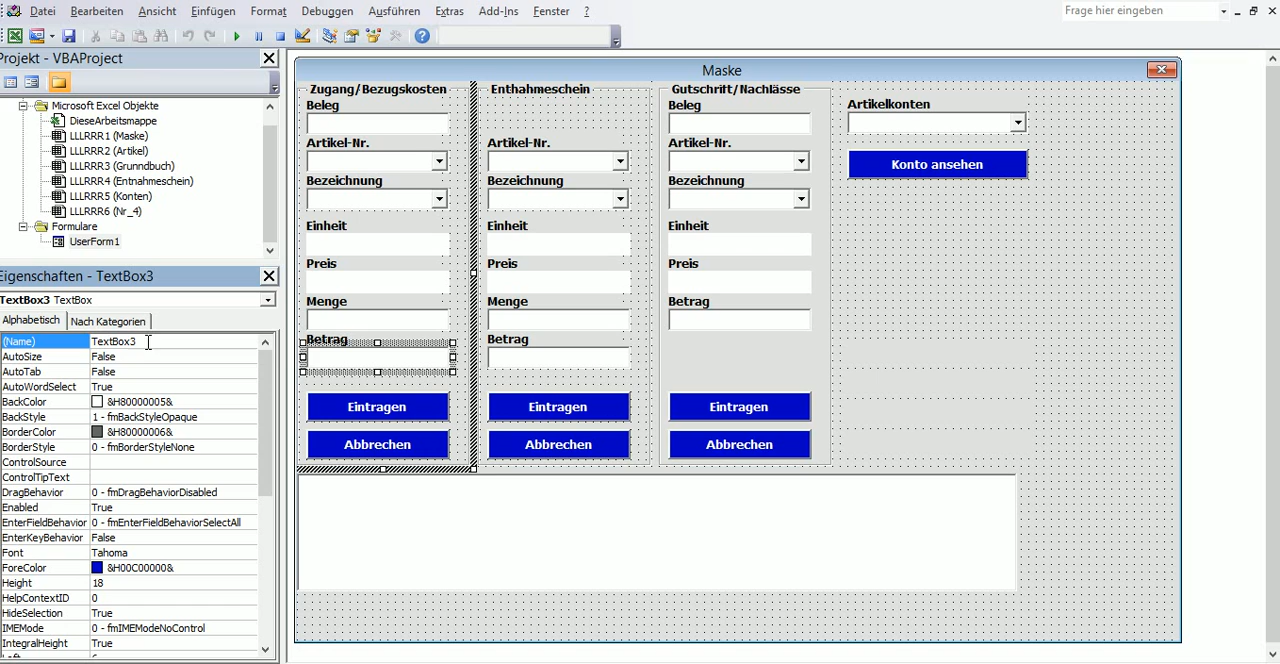 Datei Bearbeiten Ansicht Einfügen Format Debuggen Ausführen Extras Add-Ins Fenster ? Frage hier eingeben
Projekt - VBAProject
Microsoft Excel Objekte
DieseArbeitsmappe
LLLRRR1 (Maske)
LLLRRR2 (Artikel)
LLLRRR3 (Grundbuch)
LLLRRR4 (Entnahmeschein)
LLLRRR5 (Konten)
LLLRRR6 (Nr_4)
Formulare
UserForm1
Eigenschaften - TextBox3
TextBox3 TextBox
Alphabetisch Nach Kategorien
(Name) TextBox3
AutoSize False
AutoTab False
AutoWordSelect True
BackColor &H80000005&
BackStyle 1 - fmBackStyleOpaque
BorderColor &H80000006&
BorderStyle 0 - fmBorderStyleNone
ControlSource
ControlTipText
DragBehavior 0 - fmDragBehaviorDisabled
Enabled True
EnterFieldBehavior 0 - fmEnterFieldBehaviorSelectAll
EnterKeyBehavior False
Font Tahoma
ForeColor &H00C00000&
Height 18
HelpContextID 0
HideSelection True
IMEMode 0 - fmIMEModeNoControl
IntegralHeight True
Maske
Zugang/Bezugskosten
Beleg
Artikel-Nr.
Bezeichnung
Einheit
Preis
Menge
Betrag
Eintragen
Abbrechen
Enthahmeschein
Artikel-Nr.
Bezeichnung
Einheit
Preis
Menge
Betrag
Eintragen
Abbrechen
Gutschrift/Nachlässe
Beleg
Artikel-Nr.
Bezeichnung
Einheit
Preis
Betrag
Eintragen
Abbrechen
Artikelkonten
Konto ansehen